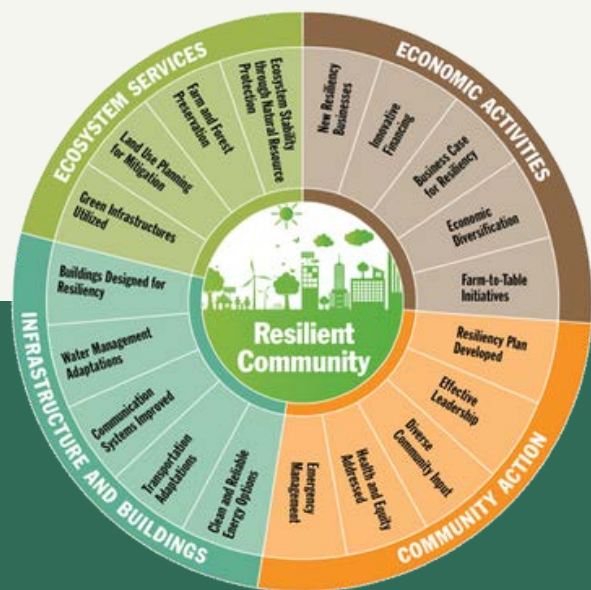 ECOSYSTEM SERVICES
Green Infrastructures
Utilized
Land Use Planning
for Mitigation
Farm and Forest
Preservation
Ecosystem Stability
through Natural Resource
Protection
ECONOMIC ACTIVITIES
New Resiliency
Businesses
Innovative
Financing
Business Case
for Resiliency
Economic
Diversification
Farm-to-Table
Initiatives
COMMUNITY ACTION
Resiliency Plan
Developed
Effective
Leadership
Diverse
Community Input
Health and Equity
Addressed
Emergency
Management
INFRASTRUCTURE AND BUILDINGS
Clean and Reliable
Energy Options
Transportation
Adaptations
Communication
Systems Improved
Water Management
Adaptations
Buildings Designed for
Resiliency
Resilient
Community